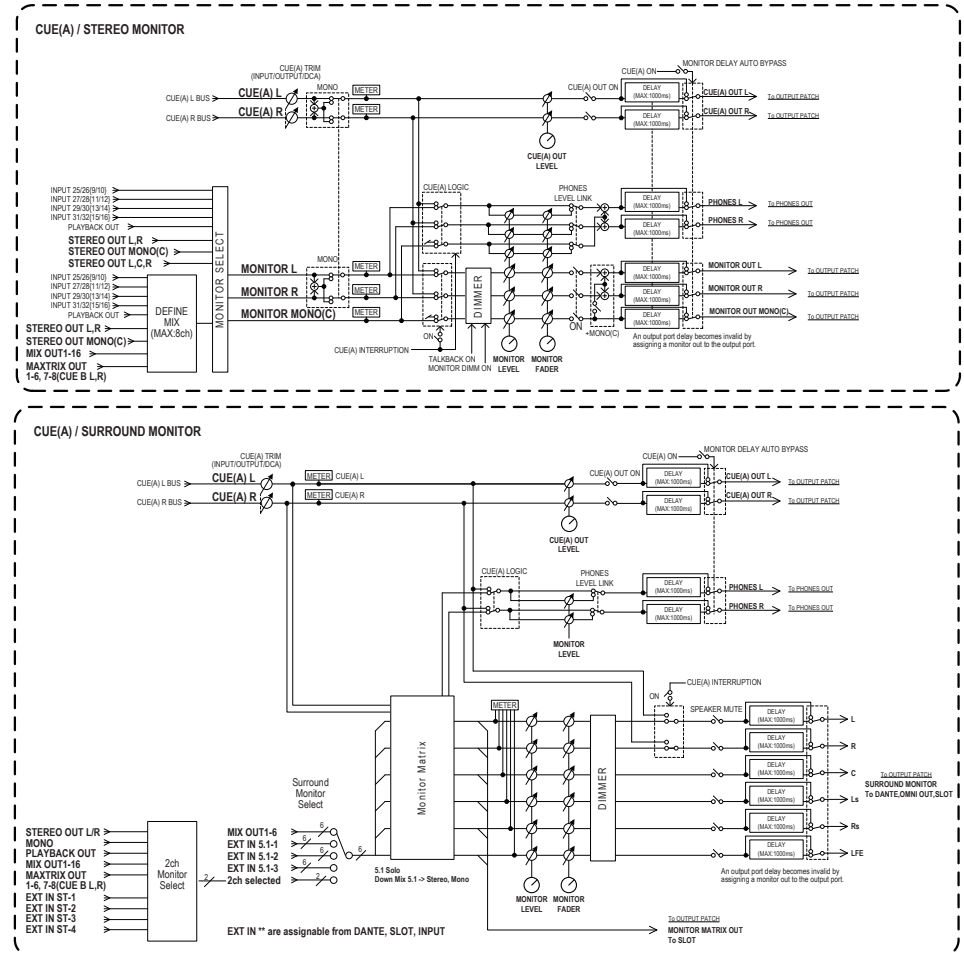 CUE(A) / STEREO MONITOR
MONITOR DELAY AUTO BYPASS
CUE(A) ON
CUE(A) TRIM
(INPUT/OUTPUT/DCA)
MONO
METER
CUE(A) OUT ON
DELAY
(MAX:1000ms)
CUE(A) L BUS
CUE(A) L
CUE(A) OUT L
To OUTPUT PATCH
CUE(A) R BUS
CUE(A) R
METER
DELAY
(MAX:1000ms)
CUE(A) OUT R
To OUTPUT PATCH
CUE(A) OUT
LEVEL
CUE(A) LOGIC
PHONES
LEVEL LINK
INPUT 25/26{9/10}
INPUT 27/28{11/12}
INPUT 29/30{13/14}
INPUT 31/32{15/16}
PLAYBACK OUT
STEREO OUT L,R
STEREO OUT MONO(C)
STEREO OUT L,C,R
INPUT 25/26{9/10}
INPUT 27/28{11/12}
INPUT 29/30{13/14}
INPUT 31/32{15/16}
PLAYBACK OUT
STEREO OUT L,R
STEREO OUT MONO(C)
MIX OUT1-16
MAXTRIX OUT
1-6, 7-8(CUE B L,R)
DEFINE
MIX
(MAX:8ch)
MONITOR SELECT
MONO
MONITOR L
METER
MONITOR R
METER
MONITOR MONO(C)
METER
ON
CUE(A) INTERRUPTION
DIMMER
TALKBACK ON
MONITOR DIMM ON
MONITOR
LEVEL
MONITOR
FADER
ON
+MONO(C)
DELAY
(MAX:1000ms)
PHONES L
To PHONES OUT
DELAY
(MAX:1000ms)
PHONES R
To PHONES OUT
DELAY
(MAX:1000ms)
MONITOR OUT L
To OUTPUT PATCH
DELAY
(MAX:1000ms)
MONITOR OUT R
To OUTPUT PATCH
DELAY
(MAX:1000ms)
MONITOR OUT MONO(C)
To OUTPUT PATCH
An output port delay becomes invalid by
assigning a monitor out to the output port.
CUE(A) / SURROUND MONITOR
MONITOR DELAY AUTO BYPASS
CUE(A) ON
CUE(A) TRIM
(INPUT/OUTPUT/DCA)
CUE(A) L BUS
CUE(A) L
METER
CUE(A) L
CUE(A) OUT ON
DELAY
(MAX:1000ms)
CUE(A) OUT L
To OUTPUT PATCH
CUE(A) R BUS
CUE(A) R
METER
CUE(A) R
DELAY
(MAX:1000ms)
CUE(A) OUT R
To OUTPUT PATCH
CUE(A) OUT
LEVEL
CUE(A) LOGIC
PHONES
LEVEL LINK
DELAY
(MAX:1000ms)
PHONES L
To PHONES OUT
DELAY
(MAX:1000ms)
PHONES R
To PHONES OUT
MONITOR
LEVEL
CUE(A) INTERRUPTION
ON
METER
SPEAKER MUTE
Monitor Matrix
DIMMER
DELAY
(MAX:1000ms)
L
DELAY
(MAX:1000ms)
R
DELAY
(MAX:1000ms)
C
DELAY
(MAX:1000ms)
Ls
DELAY
(MAX:1000ms)
Rs
DELAY
(MAX:1000ms)
LFE
To OUTPUT PATCH
SURROUND MONITOR
To DANTE,OMNI OUT,SLOT
An output port delay becomes invalid by
assigning a monitor out to the output port.
Surround
Monitor
Select
STEREO OUT L/R
MONO
PLAYBACK OUT
MIX OUT1-16
MAXTRIX OUT
1-6, 7-8(CUE B L,R)
EXT IN ST-1
EXT IN ST-2
EXT IN ST-3
EXT IN ST-4
2ch
Monitor
Select
2
MIX OUT1-6
6
EXT IN 5.1-1
6
EXT IN 5.1-2
6
EXT IN 5.1-3
6
2ch selected
2
6
5.1 Solo
Down Mix 5.1 -> Stereo, Mono
MONITOR
LEVEL
MONITOR
FADER
EXT IN ** are assignable from DANTE, SLOT, INPUT
To OUTPUT PATCH
MONITOR MATRIX OUT
To SLOT